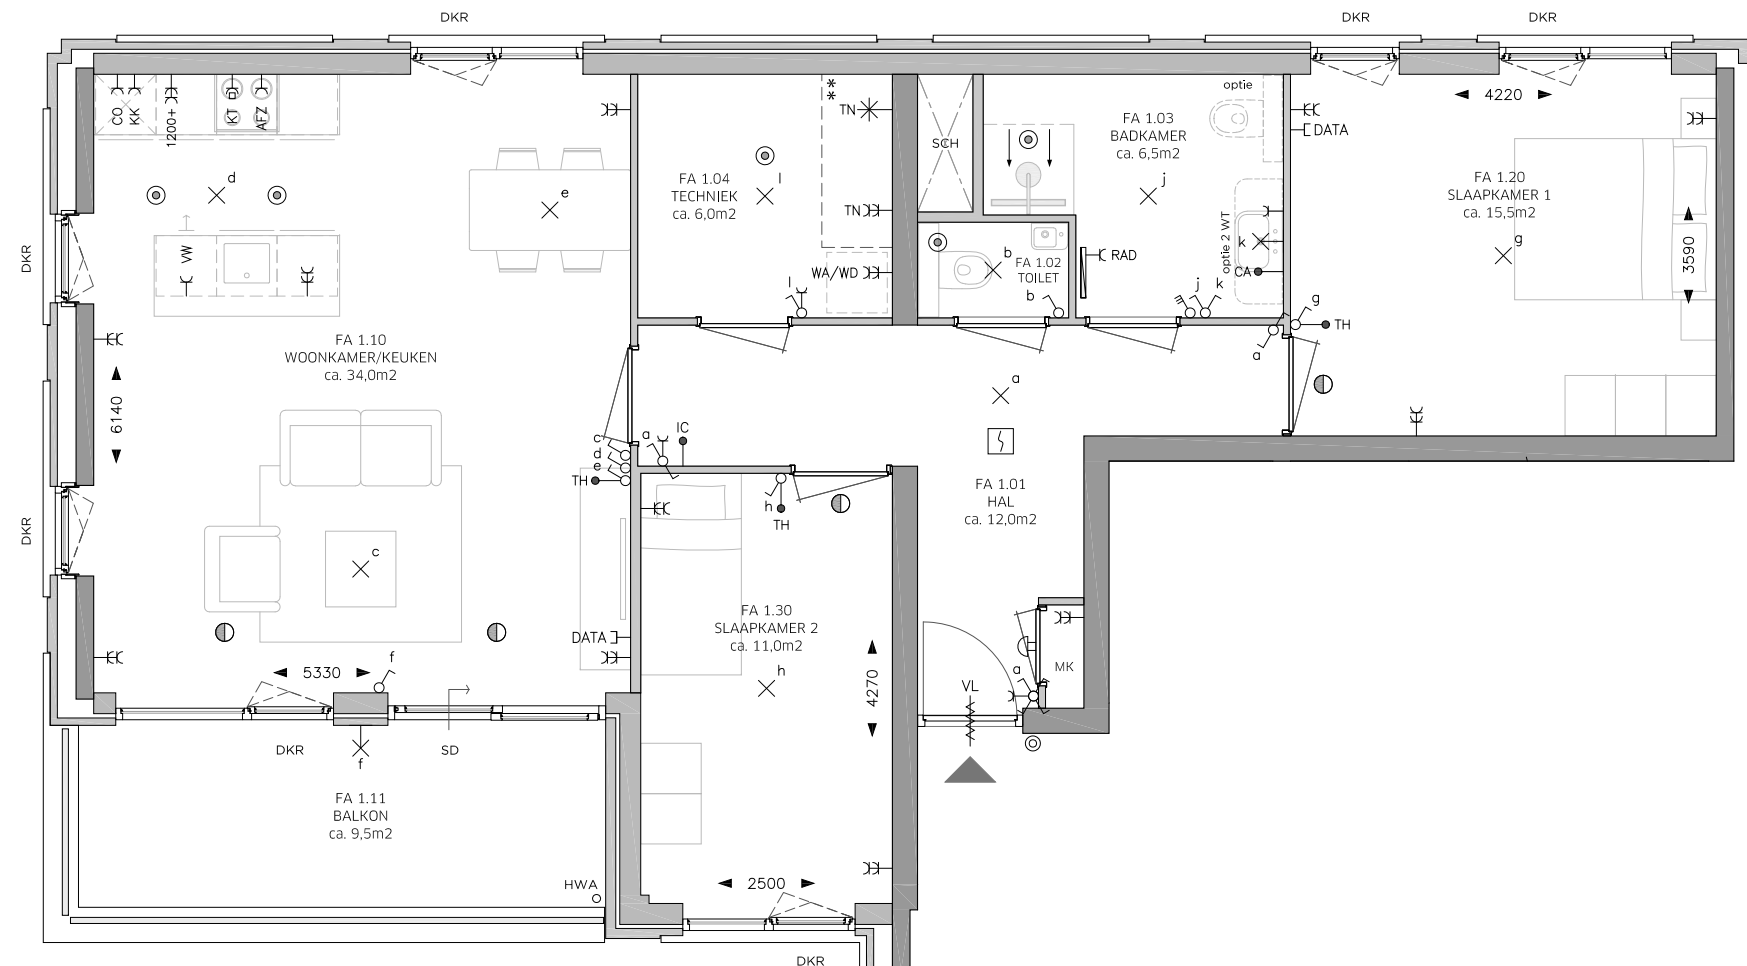 DKR
DKR
DKR
CO
KK
1200+
KT
AFZ
**
TN
SCH
optie
FA 1.03
BADKAMER
ca. 6,5m2
DATA
4220
d
e
FA 1.04
TECHNIEK
ca. 6,0m2
l
TN
j
FA 1.20
SLAAPKAMER 1
ca. 15,5m2
g
3590
DKR
VW
WA/WD
l
b
FA 1.02
TOILET
b
RAD
optie 2 WT
k
CA
j
k
g
TH
a
FA 1.10
WOONKAMER/KEUKEN
ca. 34,0m2
6140
a
c
d
e
TH
a
IC
h
TH
FA 1.01
HAL
ca. 12,0m2
DKR
c
FA 1.30
SLAAPKAMER 2
ca. 11,0m2
h
DATA
4270
5330
f
MK
a
VL
DKR
f
SD
FA 1.11
BALKON
ca. 9,5m2
HWA
2500
DKR